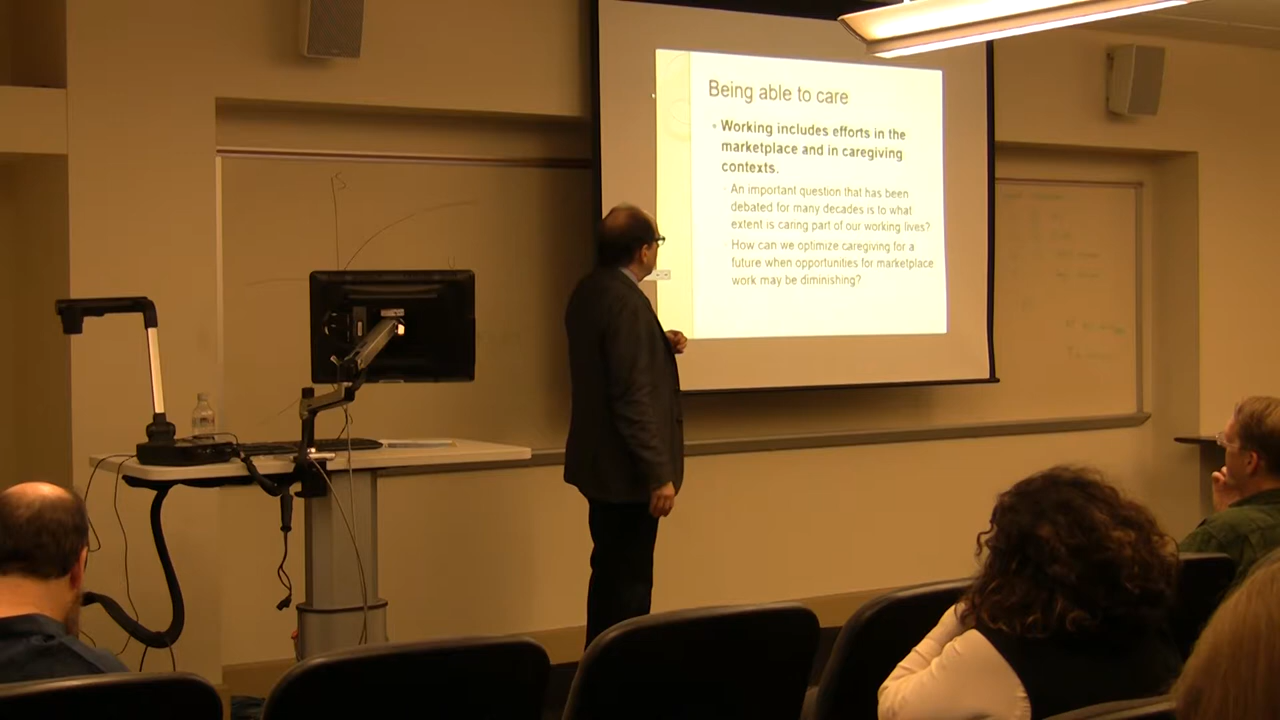 Being able to care
Working includes efforts in the
marketplace and in caregiving
contexts.
An important question that has been
debated for many decades is to what
extent is caring part of our working lives?
How can we optimize caregiving for a
future when opportunities for marketplace
work may be diminishing?